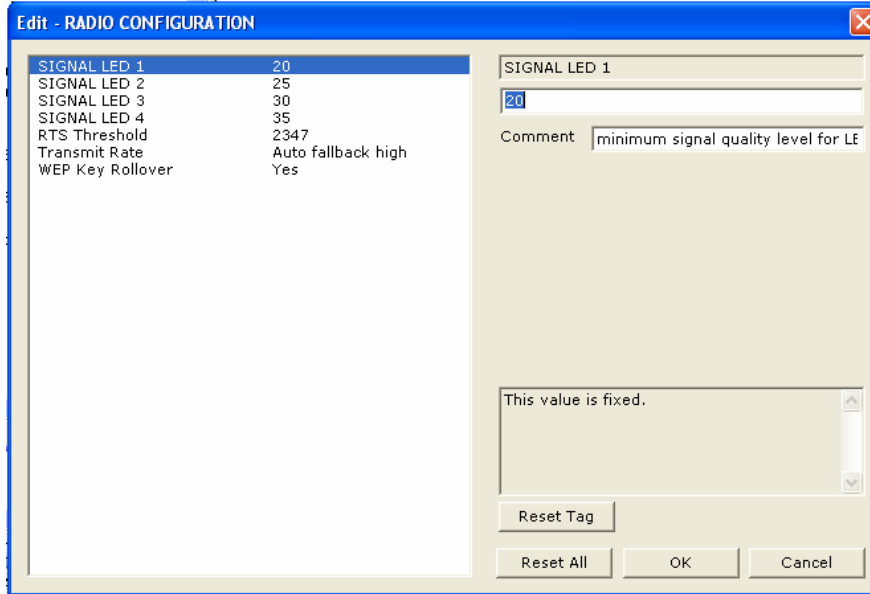 Edit - RADIO CONFIGURATION
SIGNAL LED 1 20
SIGNAL LED 2 25
SIGNAL LED 3 30
SIGNAL LED 4 35
RTS Threshold 2347
Transmit Rate Auto fallback high
WEP Key Rollover Yes
SIGNAL LED 1
20
Comment minimum signal quality level for LE
This value is fixed.
Reset Tag
Reset All OK Cancel